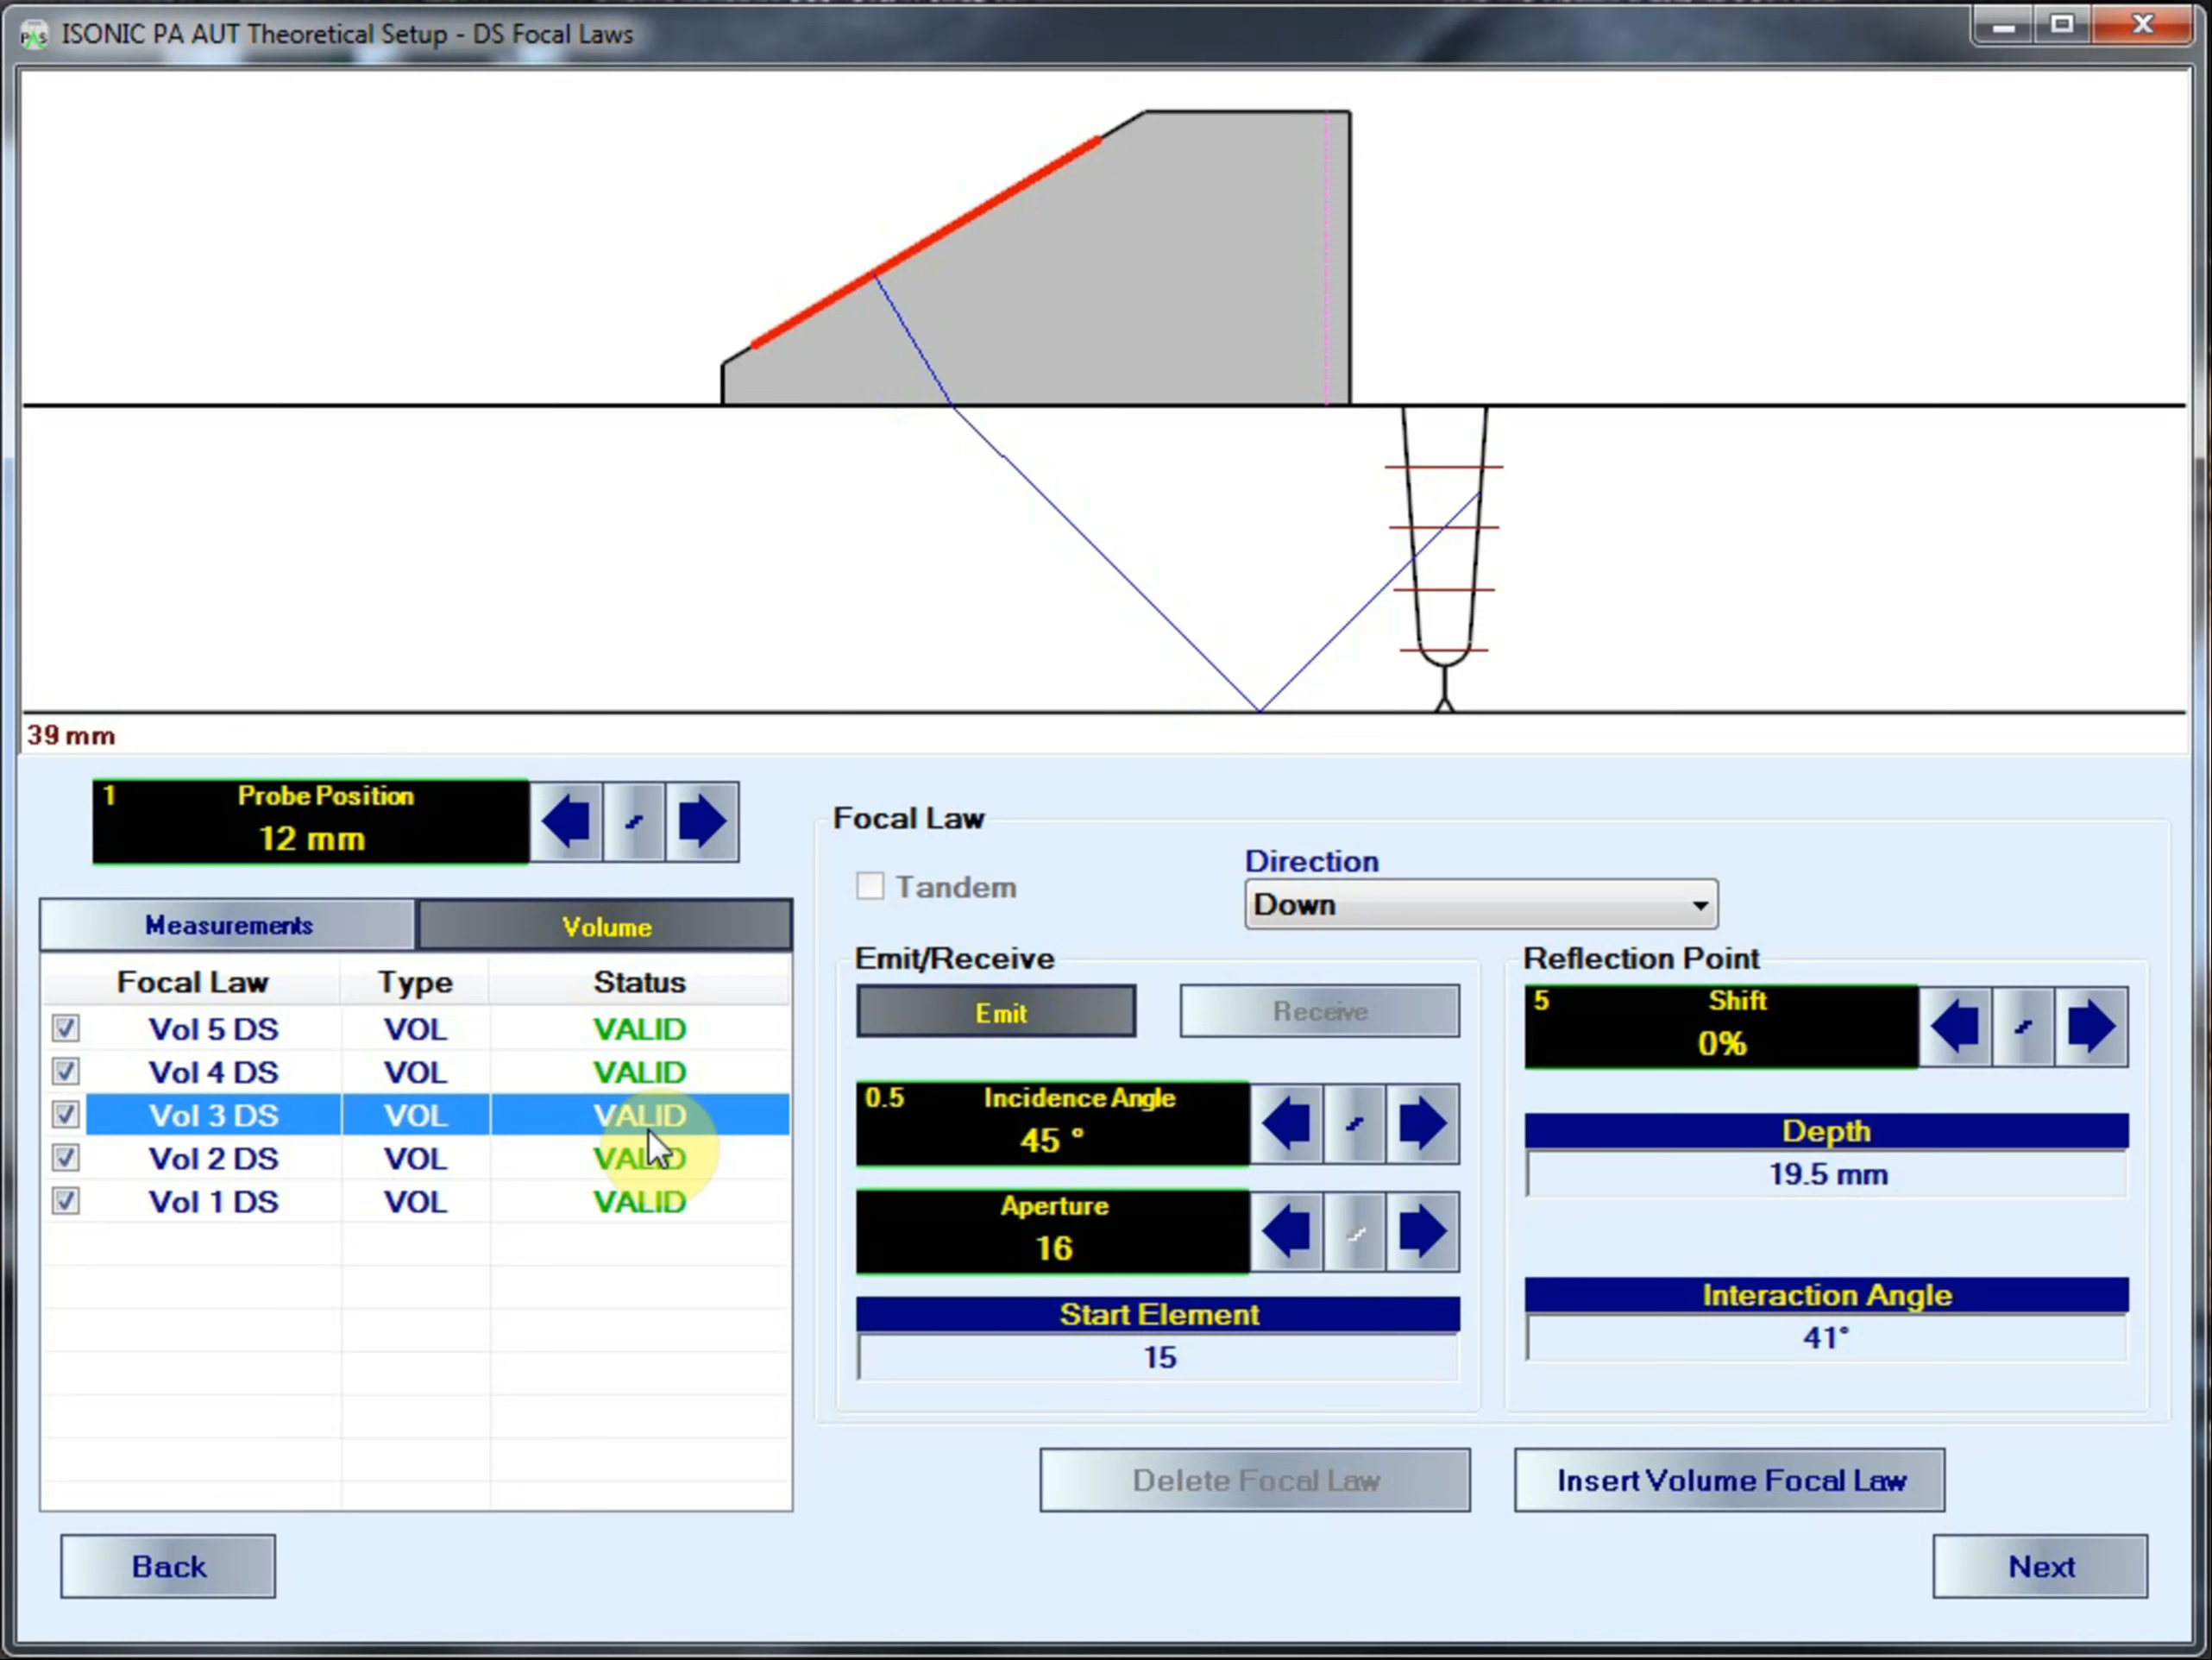 ISONIC PA AUT Theoretical Setup - DS Focal Laws
39 mm
1 Probe Position
12 mm
Measurements Volume
Focal Law Type Status
Vol 5 DS VOL VALID
Vol 4 DS VOL VALID
Vol 3 DS VOL VALID
Vol 2 DS VOL VALID
Vol 1 DS VOL VALID
Back
Focal Law
Tandem
Direction
Down
Emit/Receive
Emit Receive
0.5 Incidence Angle
45 °
Aperture
16
Start Element
15
Reflection Point
5 Shift
0%
Depth
19.5 mm
Interaction Angle
41°
Delete Focal Law
Insert Volume Focal Law
Next